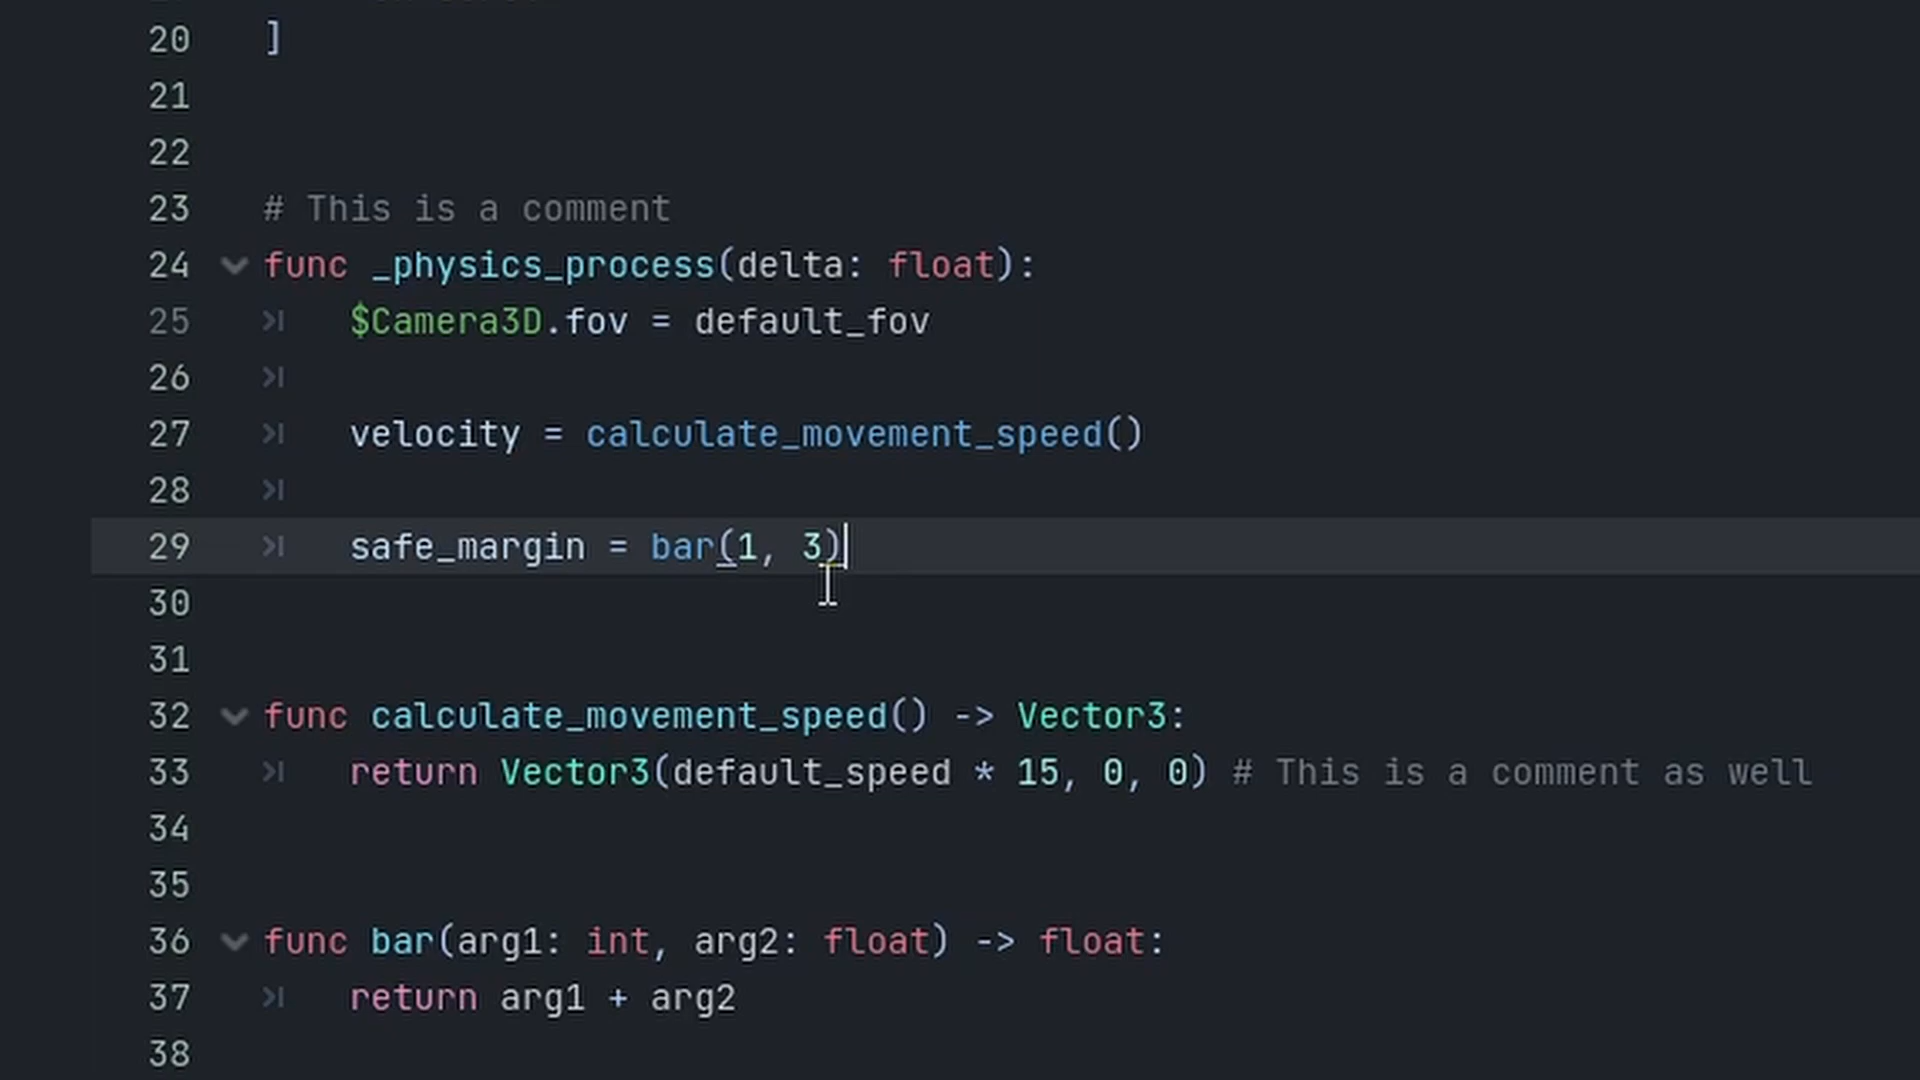 20 ]
21
22
23 # This is a comment
24 func _physics_process(delta: float):
25 $Camera3D.fov = default_fov
26
27 velocity = calculate_movement_speed()
28
29 safe_margin = bar(1, 3)
30
31
32 func calculate_movement_speed() -> Vector3:
33 return Vector3(default_speed * 15, 0, 0) # This is a comment as well
34
35
36 func bar(arg1: int, arg2: float) -> float:
37 return arg1 + arg2
38